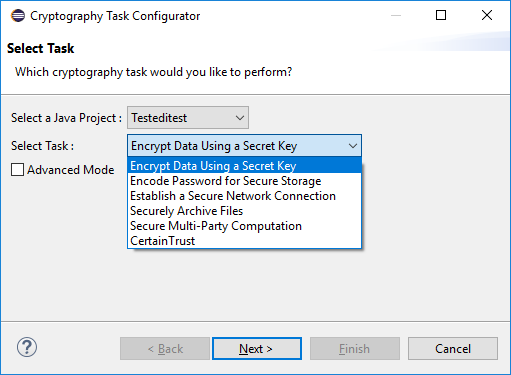 Cryptography Task Configurator
Select Task
Which cryptography task would you like to perform?
Select a Java Project :
Testeditest
Select Task :
Encrypt Data Using a Secret Key
Advanced Mode
Encrypt Data Using a Secret Key
Encode Password for Secure Storage
Establish a Secure Network Connection
Securely Archive Files
Secure Multi-Party Computation
CertainTrust
?
< Back
Next >
Finish
Cancel